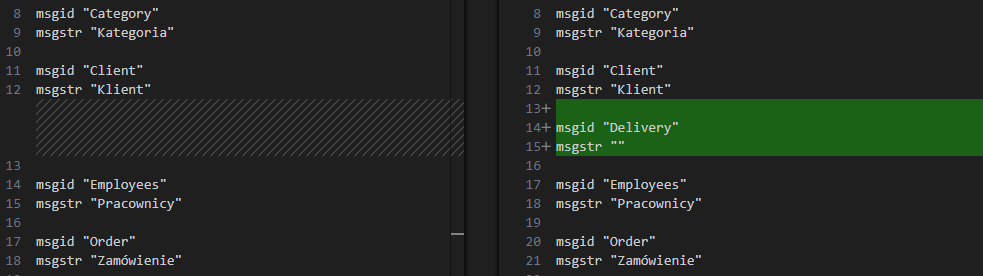 8 msgid "Category"
9 msgstr "Kategoria"
10
11 msgid "Client"
12 msgstr "Klient"
13
14 msgid "Employees"
15 msgstr "Pracownicy"
16
17 msgid "Order"
18 msgstr "Zamówienie"
8 msgid "Category"
9 msgstr "Kategoria"
10
11 msgid "Client"
12 msgstr "Klient"
13+
14+ msgid "Delivery"
15+ msgstr ""
16
17 msgid "Employees"
18 msgstr "Pracownicy"
19
20 msgid "Order"
21 msgstr "Zamówienie"